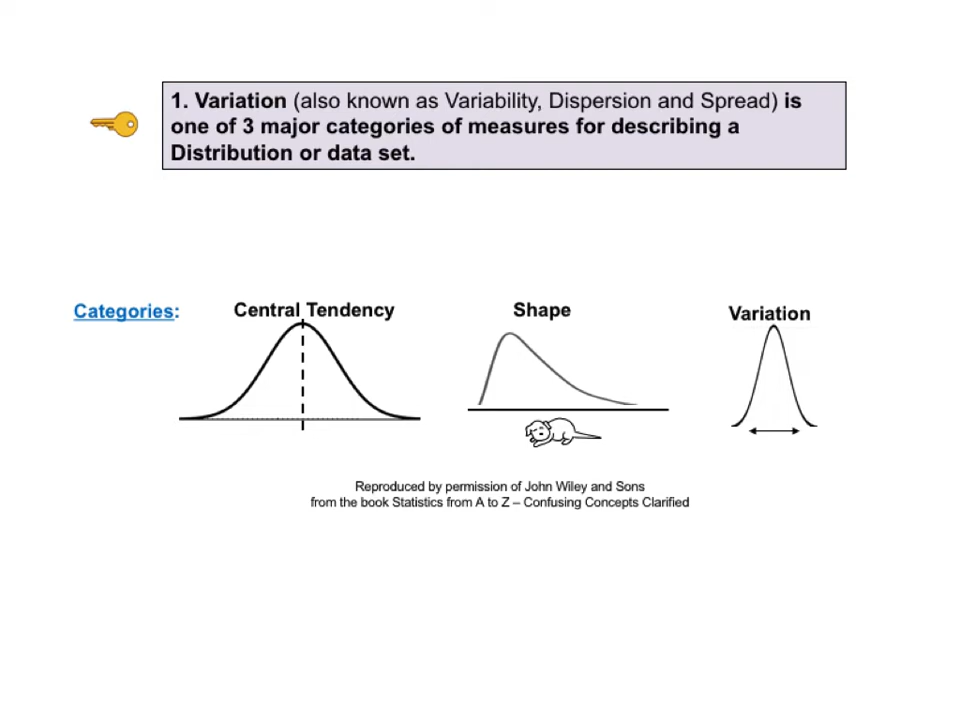 1. Variation (also known as Variability, Dispersion and Spread) is
one of 3 major categories of measures for describing a
Distribution or data set.
Categories:
Central Tendency
Shape
Variation
Reproduced by permission of John Wiley and Sons
from the book Statistics from A to Z – Confusing Concepts Clarified